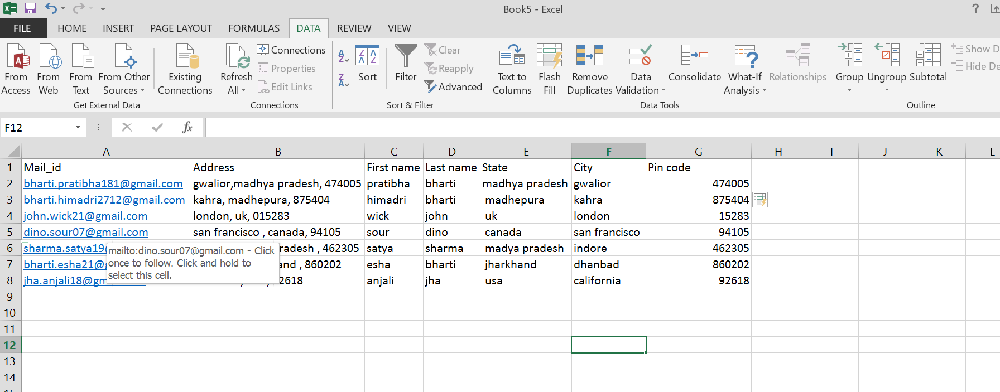 Book5 - Excel ?
FILE HOME INSERT PAGE LAYOUT FORMULAS DATA REVIEW VIEW
From Access
From Web
From Text
From Other Sources
Get External Data
Existing Connections
Refresh All
Connections
Properties
Edit Links
Connections
A Z
Z A
Z A A Z
Sort
Filter
Clear
Reapply
Advanced
Sort & Filter
Text to Columns
Flash Fill
Remove Duplicates
Data Validation
Consolidate
What-If Analysis
Relationships
Data Tools
Group
Ungroup
Subtotal
Show D
Hide De
Outline
F12 fx
A B C D E F G H I J K L
1 Mail_id Address First name Last name State City Pin code
2 bharti.pratibha181@gmail.com gwalior,madhya pradesh, 474005 pratibha bharti madhya pradesh gwalior 474005
3 bharti.himadri2712@gmail.com kahra, madhepura, 875404 himadri bharti madhepura kahra 875404
4 john.wick21@gmail.com london, uk, 015283 wick john uk london 15283
5 dino.sour07@gmail.com san francisco , canada, 94105 sour dino canada san francisco 94105
6 sharma.satya19 radesh , 462305 satya sharma madya pradesh indore 462305
mailto:dino.sour07@gmail.com - Click
once to follow. Click and hold to
select this cell.
7 bharti.esha21@ and , 860202 esha bharti jharkhand dhanbad 860202
8 jha.anjali18@gm 2618 anjali jha usa california 92618
9
10
11
12
13
14